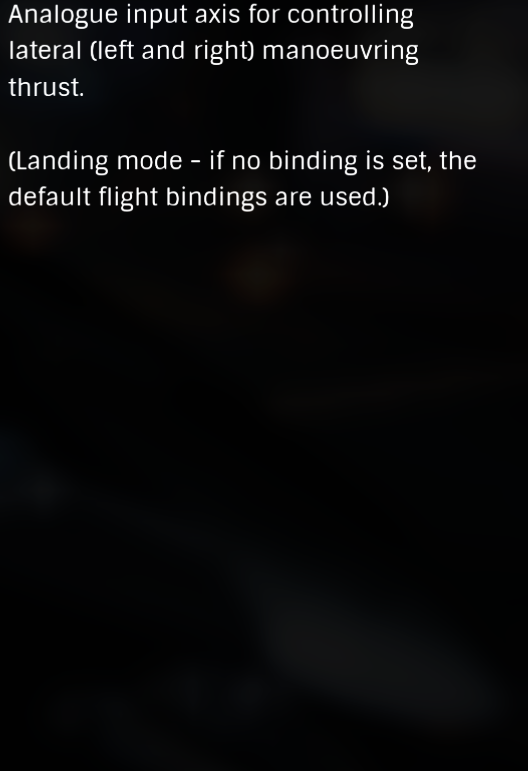 Analogue input axis for controlling
lateral (left and right) manoeuvring
thrust.
(Landing mode - if no binding is set, the
default flight bindings are used.)